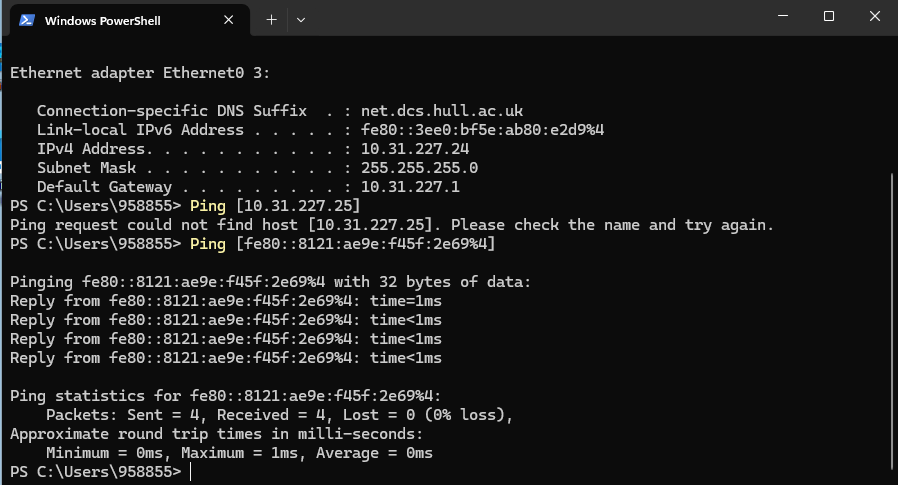 Windows PowerShell
Ethernet adapter Ethernet0 3:
Connection-specific DNS Suffix . : net.dcs.hull.ac.uk
Link-local IPv6 Address . . . . . : fe80::3ee0:bf5e:ab80:e2d9%4
IPv4 Address. . . . . . . . . . . : 10.31.227.24
Subnet Mask . . . . . . . . . . . : 255.255.255.0
Default Gateway . . . . . . . . . : 10.31.227.1
PS C:\Users\958855> Ping [10.31.227.25]
Ping request could not find host [10.31.227.25]. Please check the name and try again.
PS C:\Users\958855> Ping [fe80::8121:ae9e:f45f:2e69%4]
Pinging fe80::8121:ae9e:f45f:2e69%4 with 32 bytes of data:
Reply from fe80::8121:ae9e:f45f:2e69%4: time=1ms
Reply from fe80::8121:ae9e:f45f:2e69%4: time<1ms
Reply from fe80::8121:ae9e:f45f:2e69%4: time<1ms
Reply from fe80::8121:ae9e:f45f:2e69%4: time<1ms
Ping statistics for fe80::8121:ae9e:f45f:2e69%4:
Packets: Sent = 4, Received = 4, Lost = 0 (0% loss),
Approximate round trip times in milli-seconds:
Minimum = 0ms, Maximum = 1ms, Average = 0ms
PS C:\Users\958855>